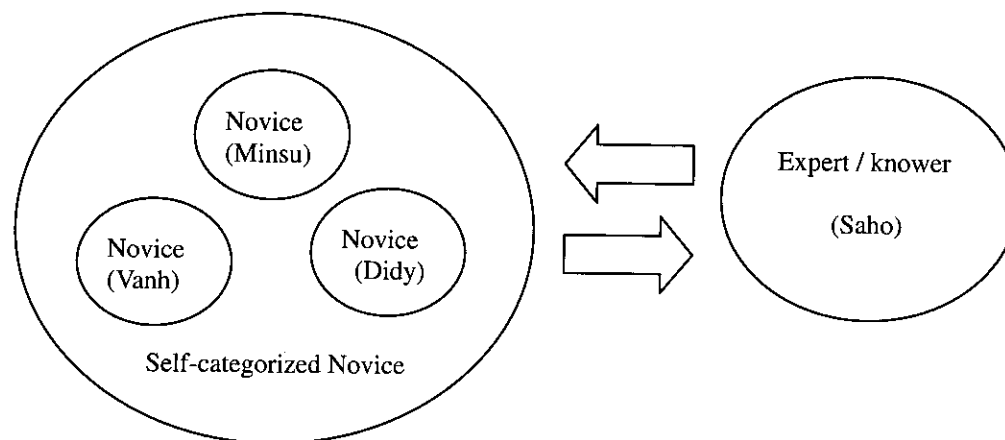 Novice
(Minsu)
Expert / knower
(Saho)
Novice
(Vanh)
Novice
(Didy)
Self-categorized Novice